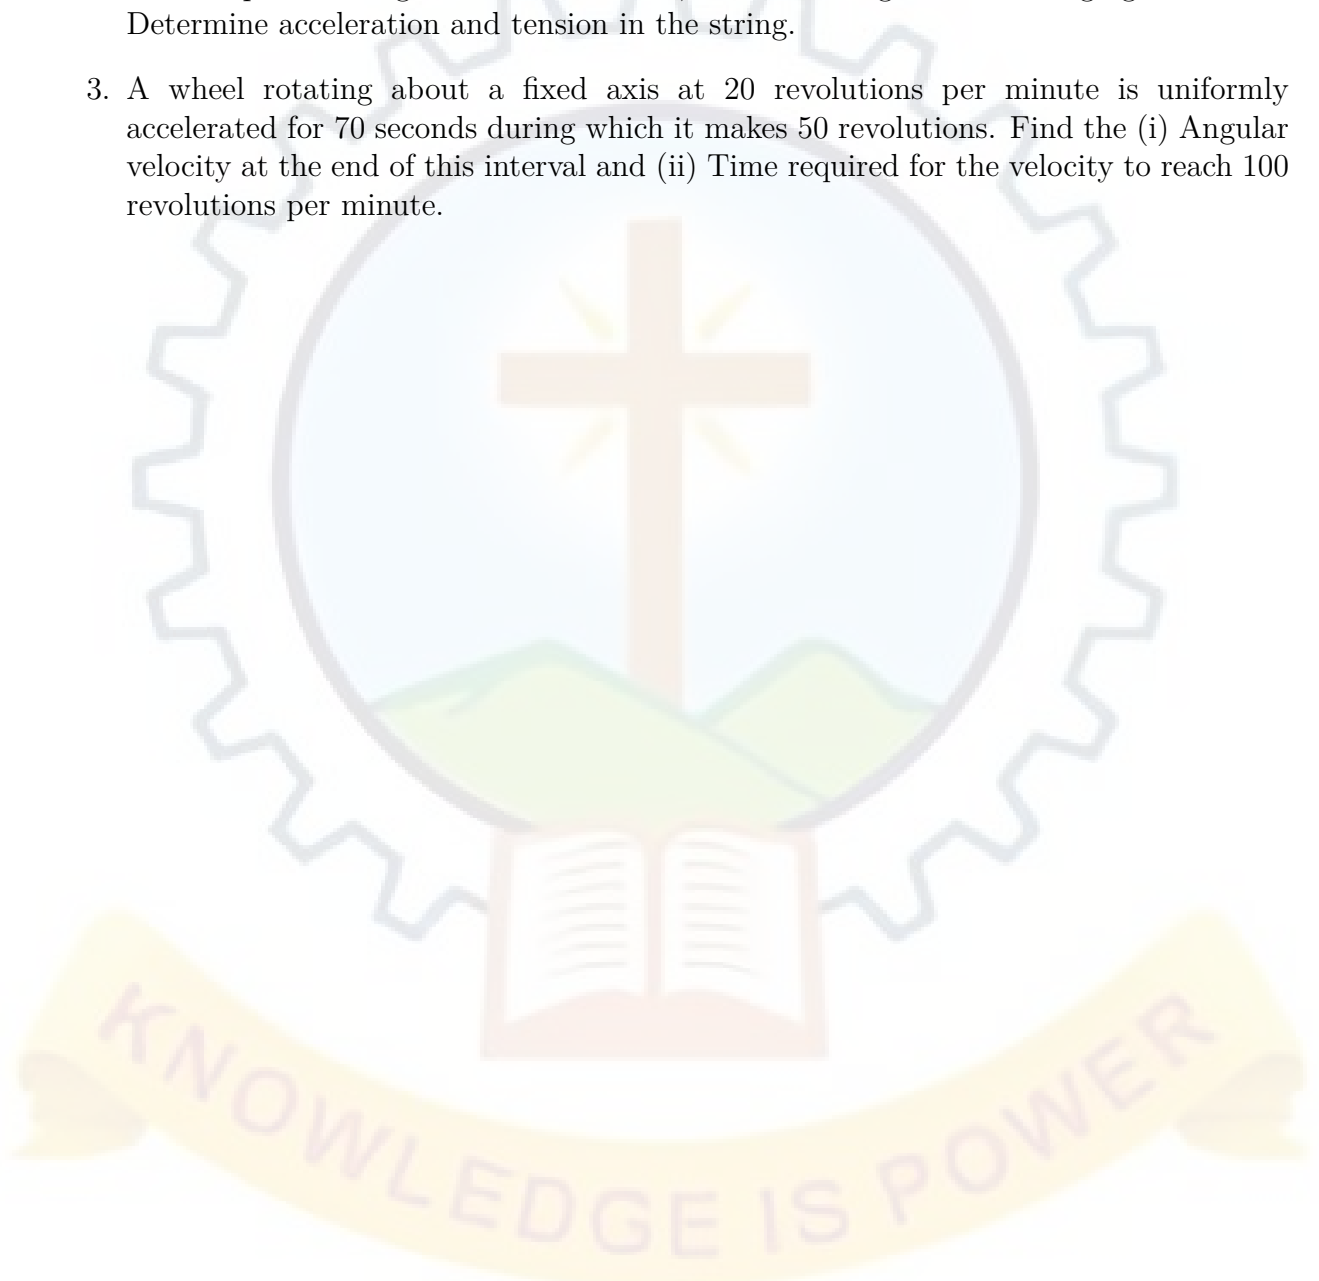 Determine acceleration and tension in the string.
3. A wheel rotating about a fixed axis at 20 revolutions per minute is uniformly
accelerated for 70 seconds during which it makes 50 revolutions. Find the (i) Angular
velocity at the end of this interval and (ii) Time required for the velocity to reach 100
revolutions per minute.
KNOWLEDGE IS POWER